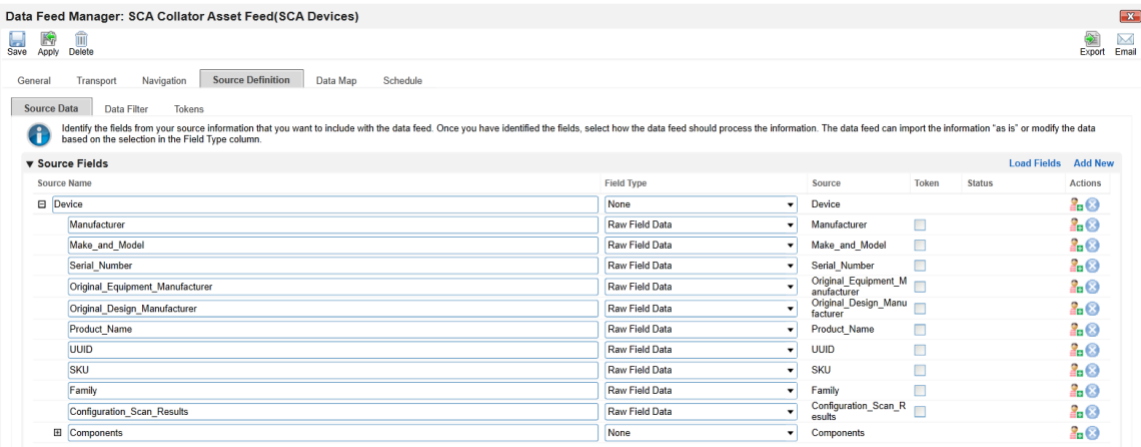 Data Feed Manager: SCA Collator Asset Feed(SCA Devices)
Save Apply Delete Export Email
General Transport Navigation Source Definition Data Map Schedule
Source Data Data Filter Tokens
Identify the fields from your source information that you want to include with the data feed. Once you have identified the fields, select how the data feed should process the information. The data feed can import the information "as is" or modify the data
based on the selection in the Field Type column.
Source Fields Load Fields Add New
Source Name Field Type Source Token Status Actions
Device None Device
Manufacturer Raw Field Data Manufacturer
Make_and_Model Raw Field Data Make_and_Model
Serial_Number Raw Field Data Serial_Number
Original_Equipment_Manufacturer Raw Field Data Original_Equipment_M
anufacturer
Original_Design_Manufacturer Raw Field Data Original_Design_Manu
facturer
Product_Name Raw Field Data Product_Name
UUID Raw Field Data UUID
SKU Raw Field Data SKU
Family Raw Field Data Family
Configuration_Scan_Results Raw Field Data Configuration_Scan_R
esults
Components None Components